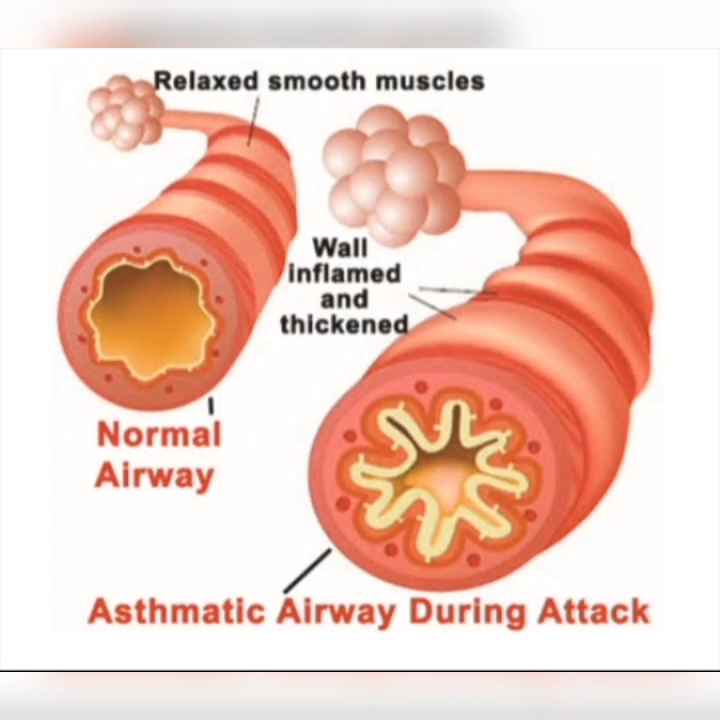 Relaxed smooth muscles
Wall
inflamed
and
thickened
Normal
Airway
Asthmatic Airway During Attack